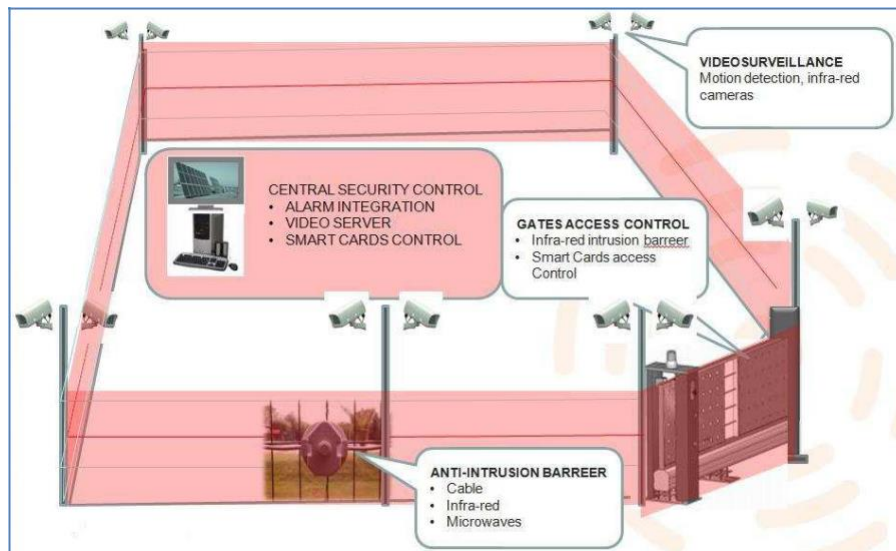 VIDEOSURVEILLANCE
Motion detection, infra-red
cameras
CENTRAL SECURITY CONTROL
• ALARM INTEGRATION
• VIDEO SERVER
• SMART CARDS CONTROL
GATES ACCESS CONTROL
• Infra-red intrusion barreer
• Smart Cards access
Control
ANTI-INTRUSION BARREER
• Cable
• Infra-red
• Microwaves